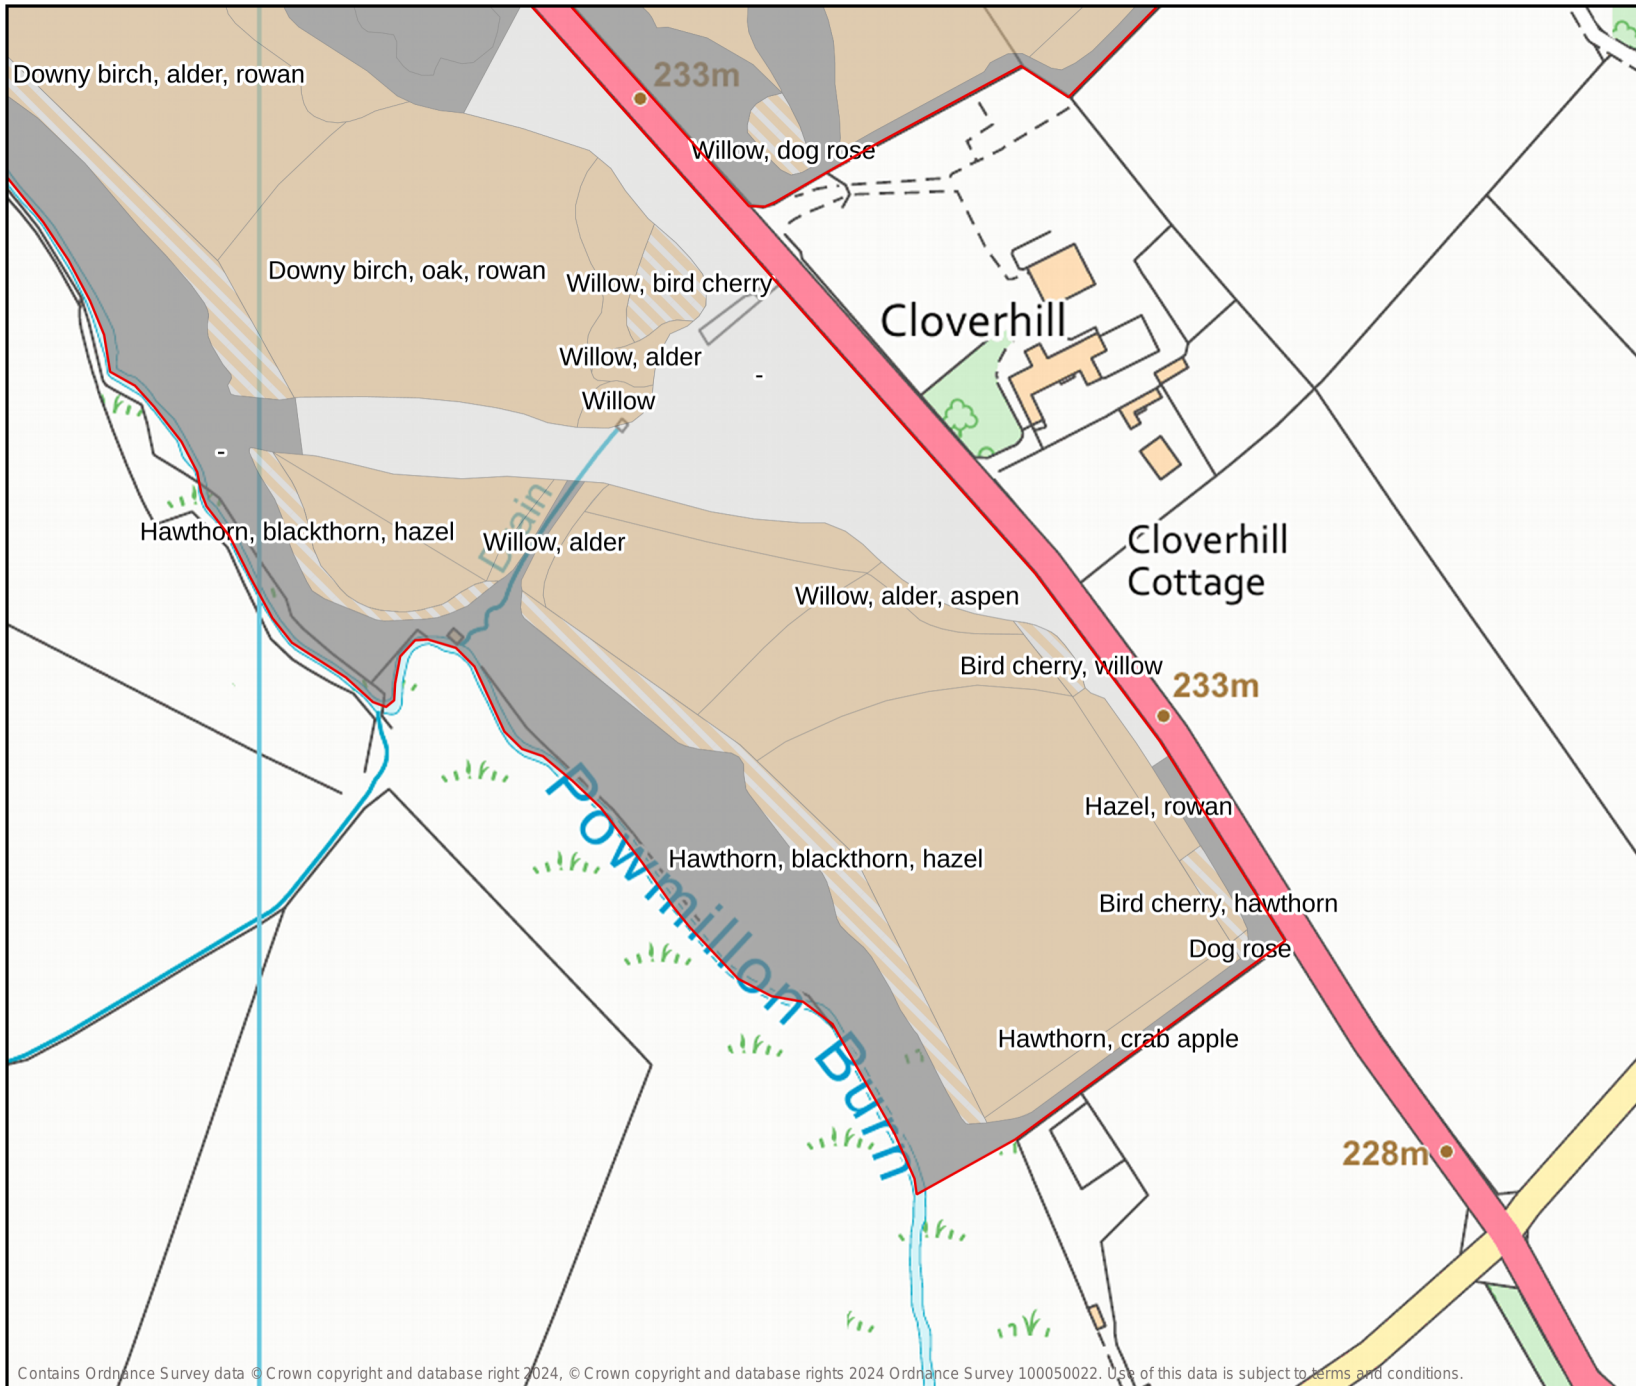 Downy birch, alder, rowan
233m
Willow, dog rose
Downy birch, oak, rowan
Willow, bird cherry
Cloverhill
Willow, alder
-
Willow
-
Drain
Hawthorn, blackthorn, hazel
Willow, alder
Cloverhill
Cottage
Willow, alder, aspen
Bird cherry, willow
233m
Powmillon Burn
Hazel, rowan
Hawthorn, blackthorn, hazel
Bird cherry, hawthorn
Dog rose
Hawthorn, crab apple
228m
Contains Ordnance Survey data © Crown copyright and database right 2024, © Crown copyright and database rights 2024 Ordnance Survey 100050022. Use of this data is subject to terms and conditions.